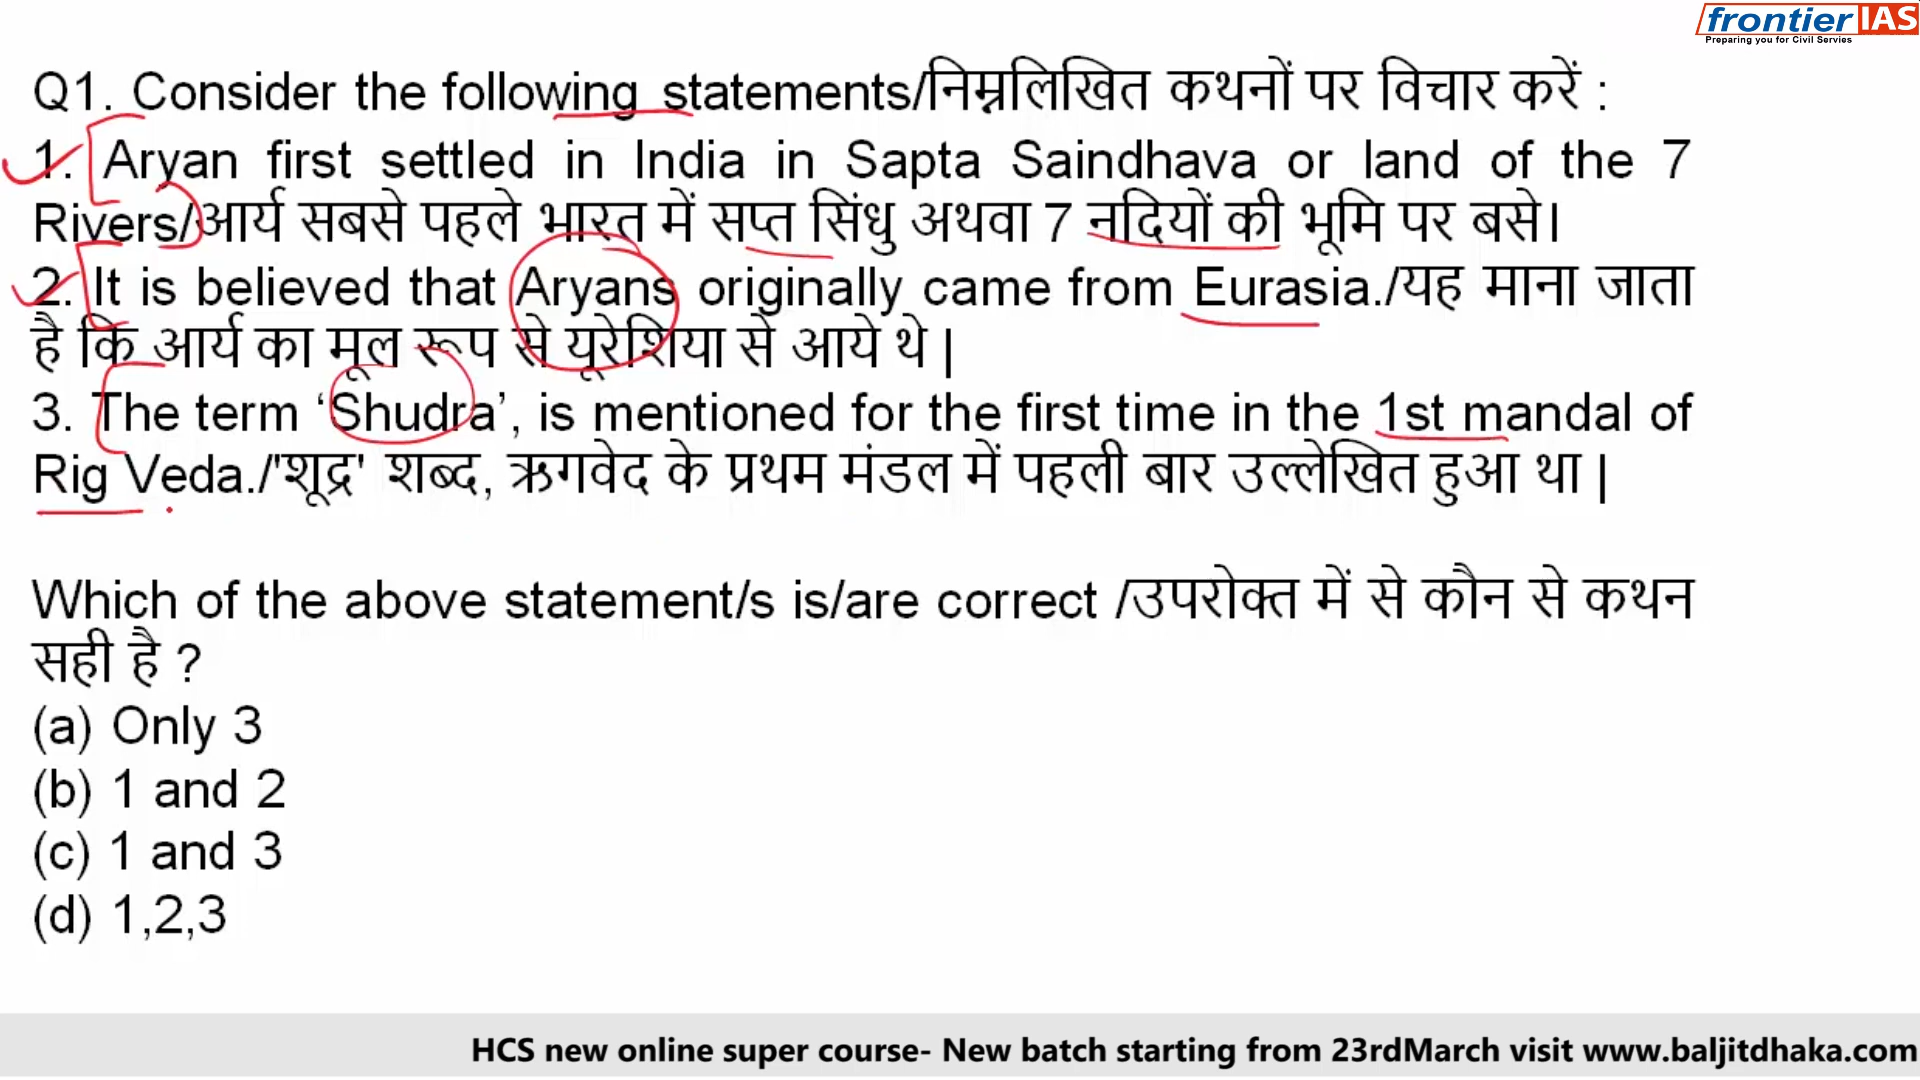 frontier IAS
Preparing you for Civil Servies
Q1. Consider the following statements/निम्नलिखित कथनों पर विचार करें :
1. Aryan first settled in India in Sapta Saindhava or land of the 7
Rivers/आर्य सबसे पहले भारत में सप्त सिंधु अथवा 7 नदियों की भूमि पर बसे।
2. It is believed that Aryans originally came from Eurasia./यह माना जाता
है कि आर्य का मूल रूप से यूरेशिया से आये थे |
3. The term ‘Shudra’, is mentioned for the first time in the 1st mandal of
Rig Veda./'शूद्र' शब्द, ऋगवेद के प्रथम मंडल में पहली बार उल्लेखित हुआ था |
Which of the above statement/s is/are correct /उपरोक्त में से कौन से कथन
सही है ?
(a) Only 3
(b) 1 and 2
(c) 1 and 3
(d) 1,2,3
HCS new online super course- New batch starting from 23rdMarch visit www.baljitdhaka.com